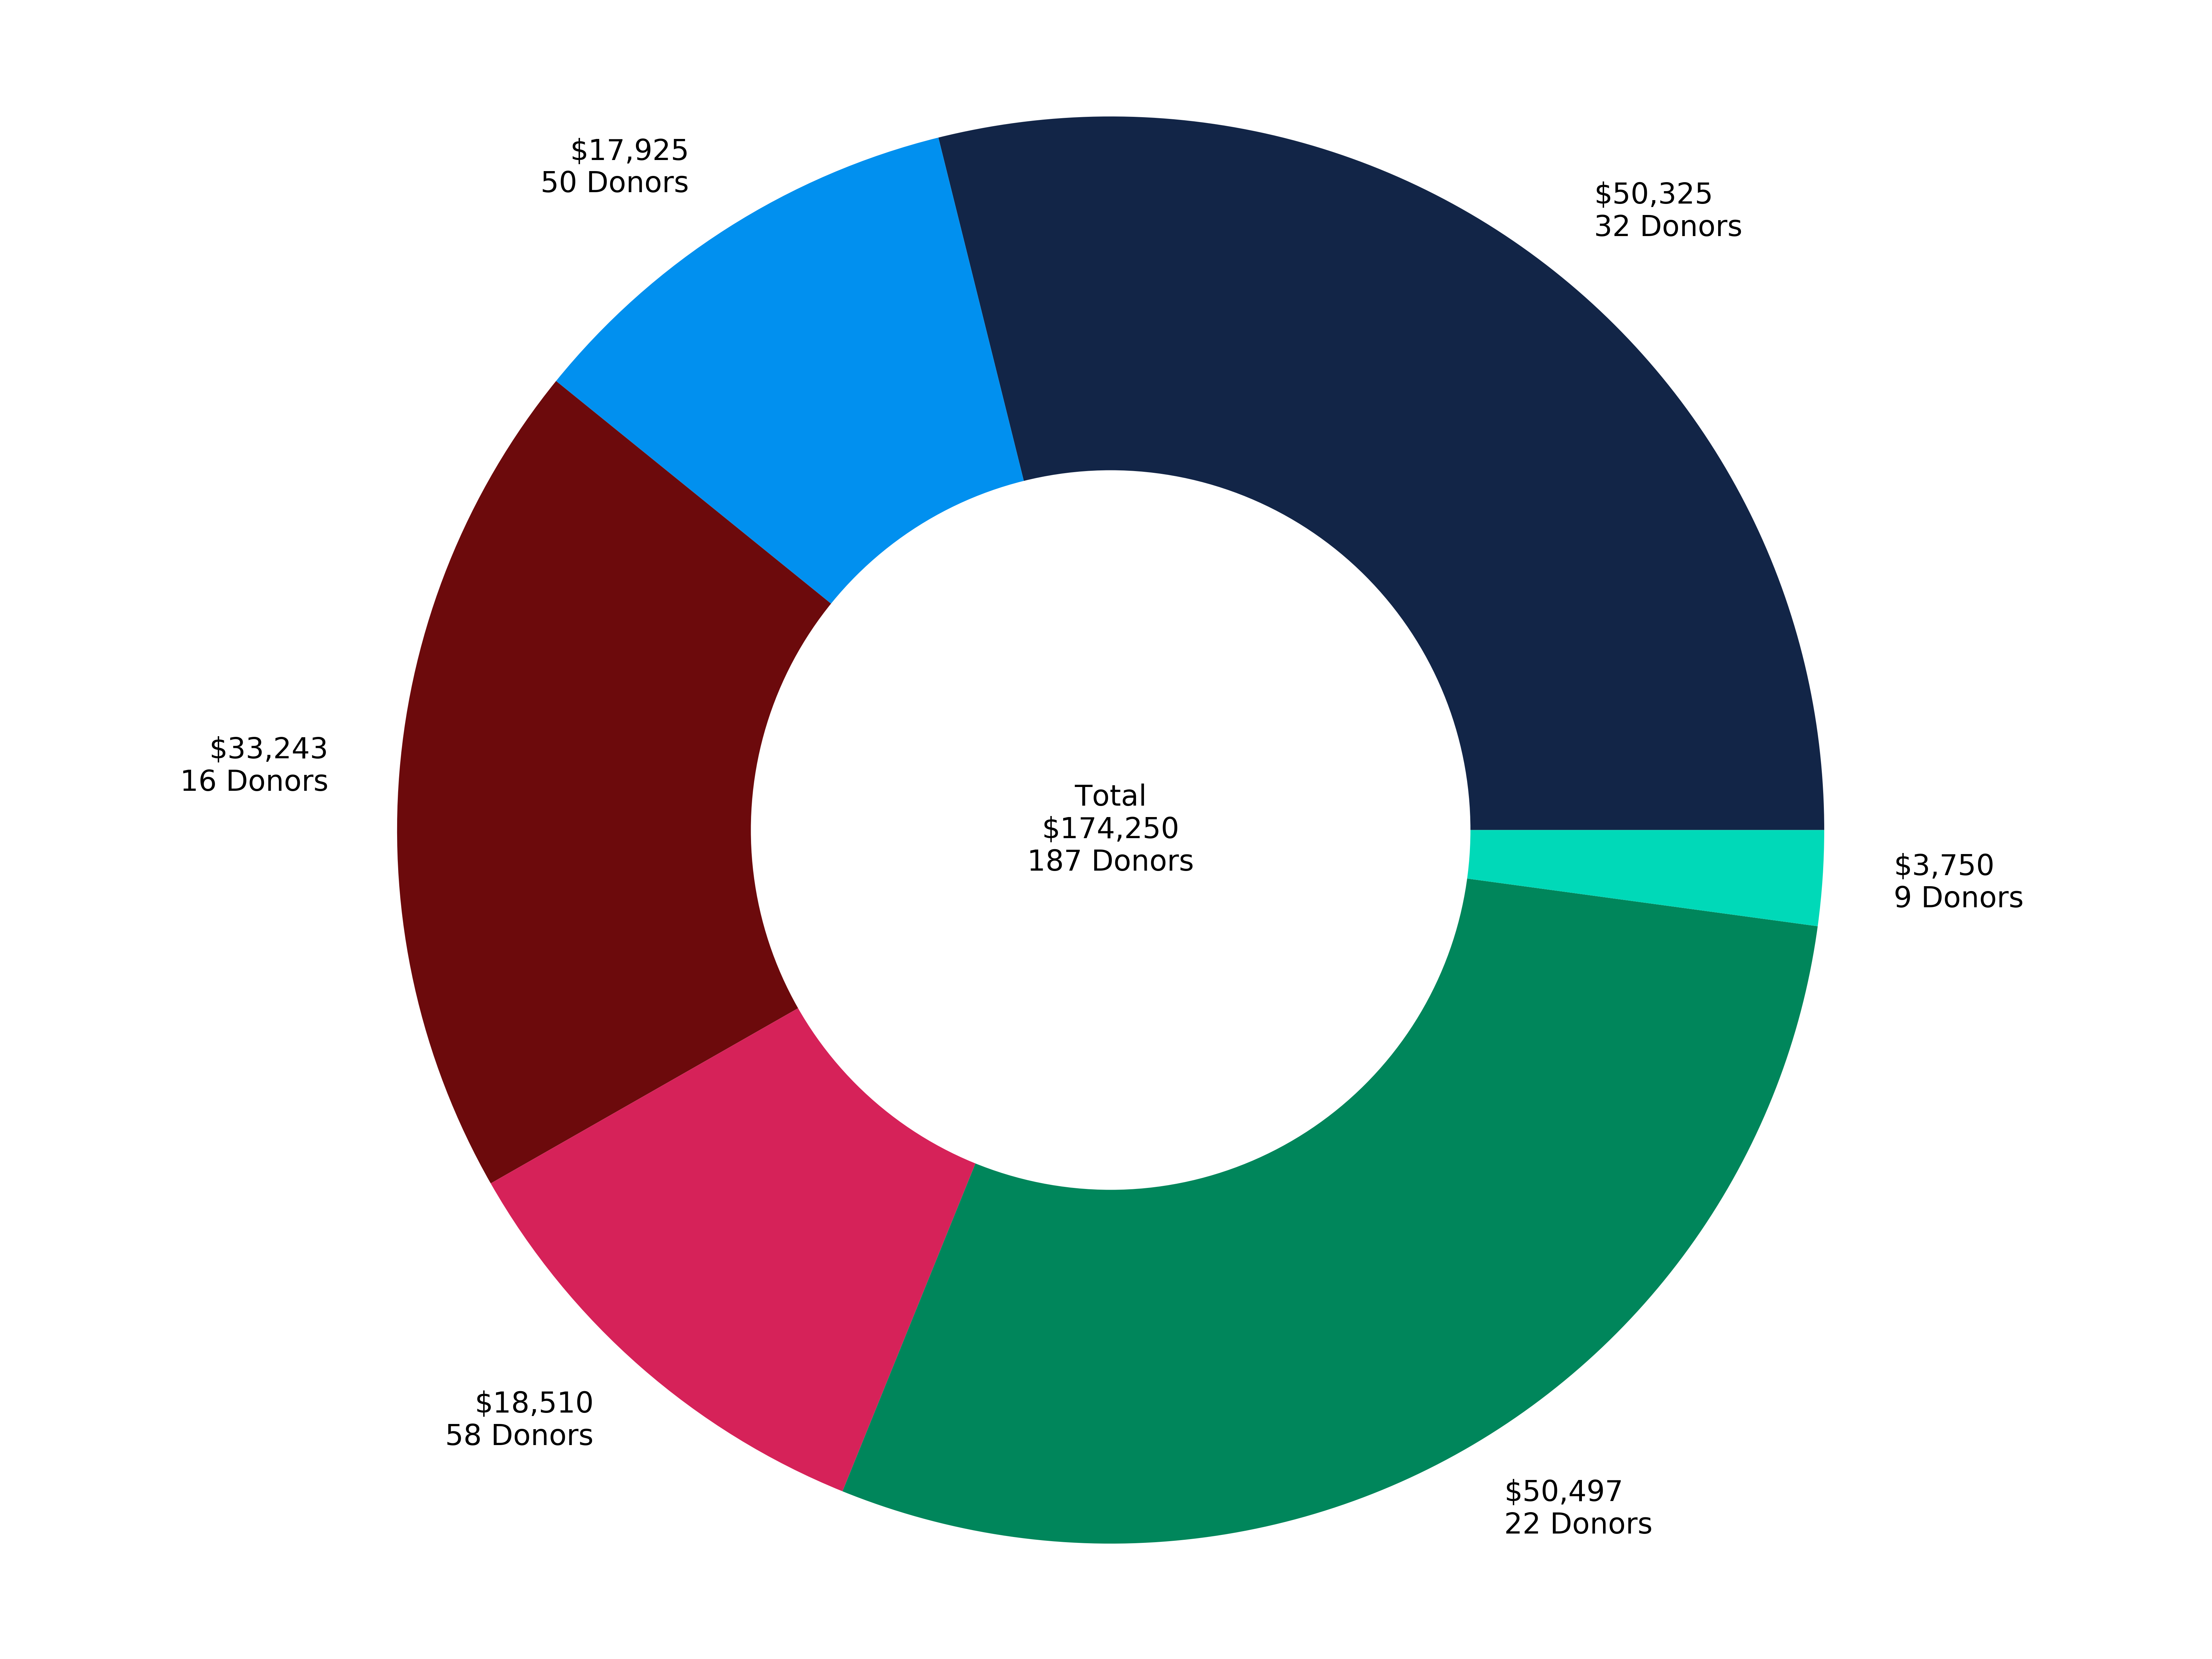 $17,925
50 Donors
$50,325
32 Donors
$33,243
16 Donors
Total
$174,250
187 Donors
$3,750
9 Donors
$18,510
58 Donors
$50,497
22 Donors